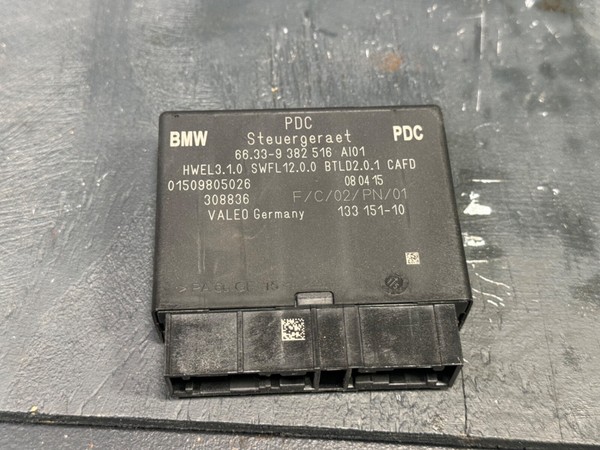 PDC
BMW Steuergeraet PDC
66.33-9 382 516 AI01
HWEL3.1.0 SWFL12.0.0 BTLD2.0.1 CAFD
01509805026 08 04 15
308836 F/C/02/PN/01
VALEO Germany 133 151-10